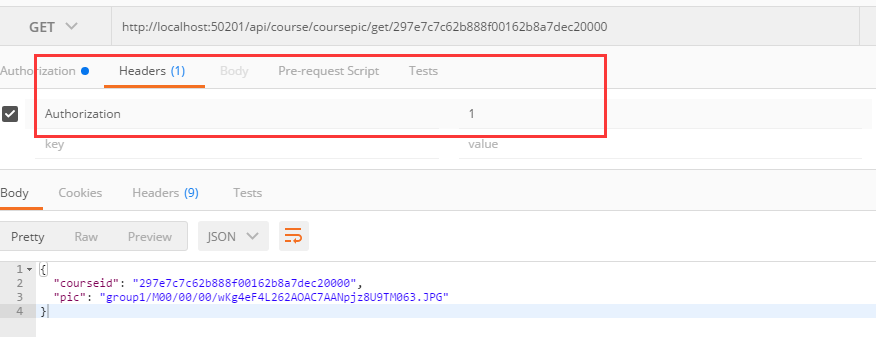 GET http://localhost:50201/api/course/coursepic/get/297e7c7c62b888f00162b8a7dec20000
Authorization Headers (1) Body Pre-request Script Tests
Authorization 1
key value
Body Cookies Headers (9) Tests
Pretty Raw Preview JSON
1 {
2 "courseid": "297e7c7c62b888f00162b8a7dec20000",
3 "pic": "group1/M00/00/00/wKg4eF4L262AOAC7AANpjz8U9TM063.JPG"
4 }